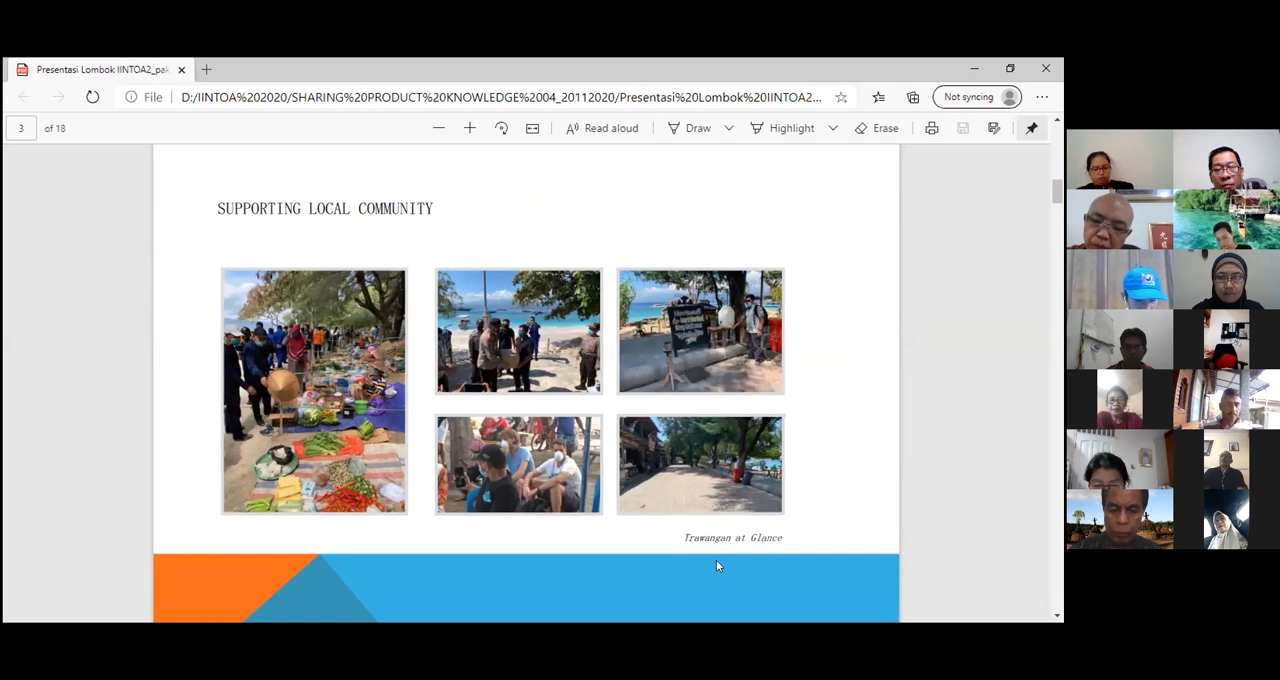 Presentasi Lombok IINTOA2_pak
File
D:/IINTOA%202020/SHARING%20PRODUCT%20KNOWLEDGE%2004_20112020/Presentasi%20Lombok%20IINTOA2...
Not syncing
3 of 18
Read aloud
Draw
Highlight
Erase
SUPPORTING LOCAL COMMUNITY
Trawangan at Glance